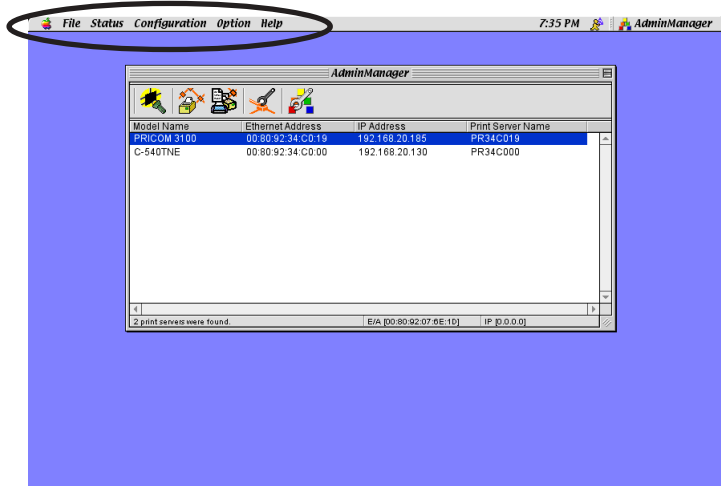 File Status Configuration Option Help 7:35 PM AdminManager
AdminManager
Model Name Ethernet Address IP Address Print Server Name
PRICOM 3100 00:80:92:34:C0:19 192.168.20.185 PR34C019
C-540TNE 00:80:92:34:C0:00 192.168.20.130 PR34C000
2 print servers were found. E/A [00:80:92:07:6E:1D] IP [0.0.0.0]